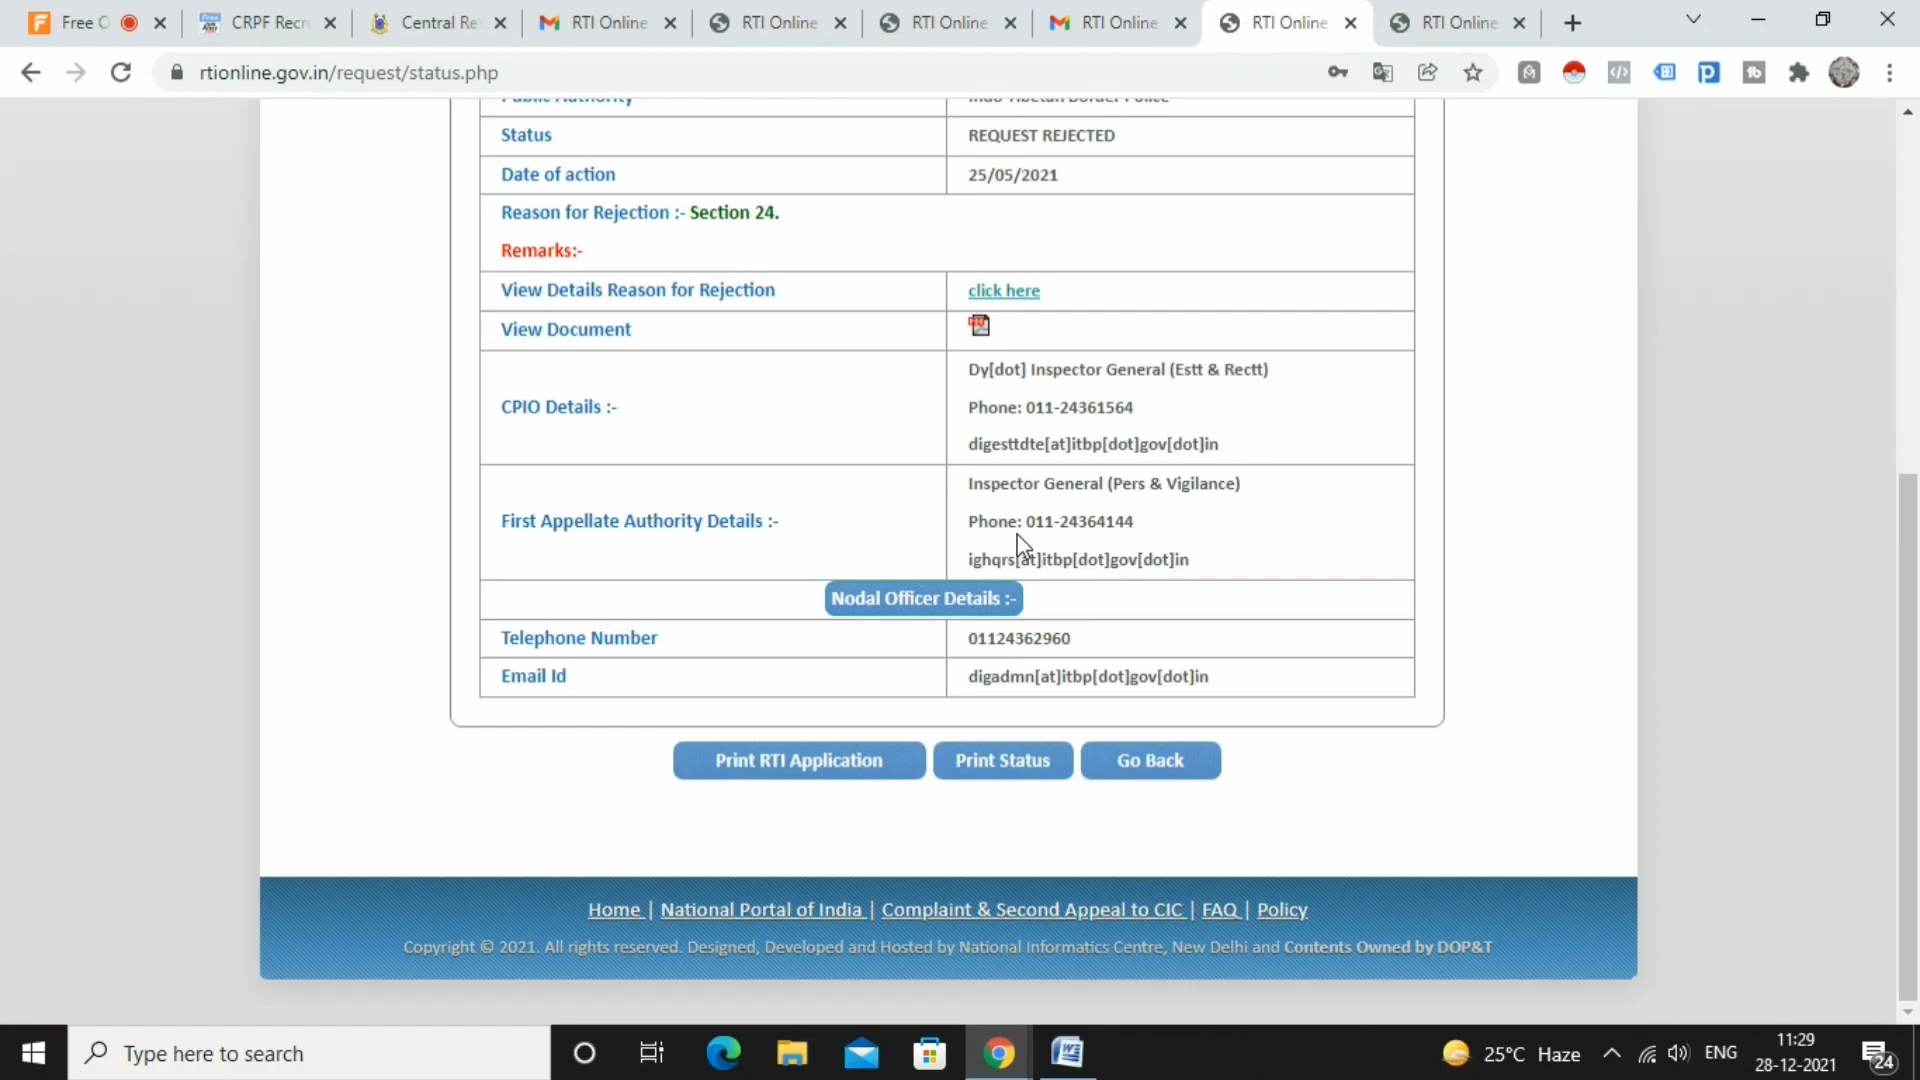 Free O
CRPF Recr
Central Re
RTI Online
RTI Online
RTI Online
RTI Online
RTI Online
RTI Online
rtionline.gov.in/request/status.php
Public Authority Indo Tibetan Border Police
Status REQUEST REJECTED
Date of action 25/05/2021
Reason for Rejection :- Section 24.
Remarks:-
View Details Reason for Rejection click here
View Document
CPIO Details :-
Dy[dot] Inspector General (Estt & Rectt)
Phone: 011-24361564
digesttdte[at]itbp[dot]gov[dot]in
First Appellate Authority Details :-
Inspector General (Pers & Vigilance)
Phone: 011-24364144
ighqrs[at]itbp[dot]gov[dot]in
Nodal Officer Details :-
Telephone Number 01124362960
Email Id digadmn[at]itbp[dot]gov[dot]in
Print RTI Application Print Status Go Back
Home | National Portal of India | Complaint & Second Appeal to CIC | FAQ | Policy
Copyright © 2021. All rights reserved. Designed, Developed and Hosted by National Informatics Centre, New Delhi and Contents Owned by DOP&T
Type here to search
25°C Haze
ENG
11:29
28-12-2021
24